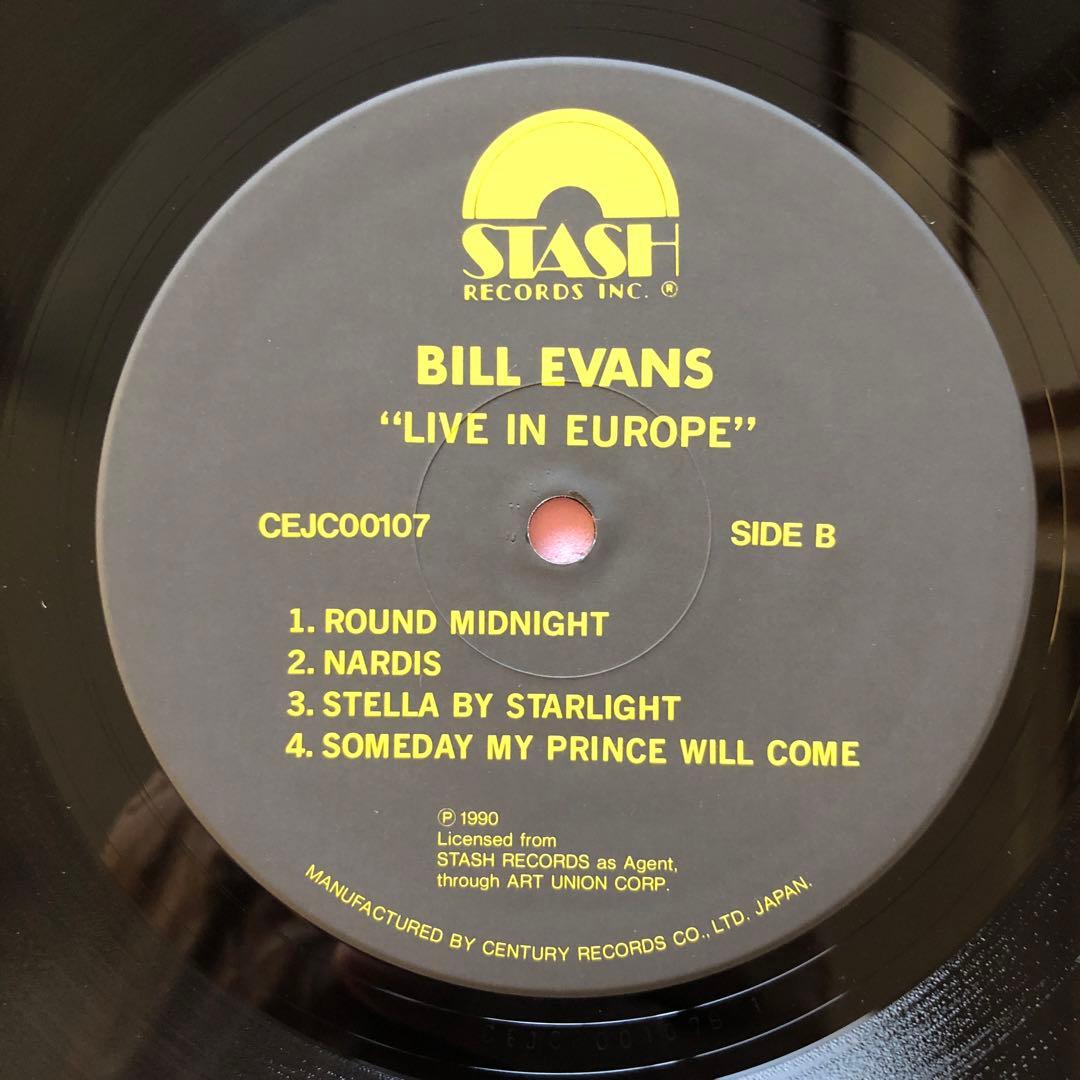 STASH
RECORDS INC. ®
BILL EVANS
“LIVE IN EUROPE”
CEJC00107
SIDE B
1. ROUND MIDNIGHT
2. NARDIS
3. STELLA BY STARLIGHT
4. SOMEDAY MY PRINCE WILL COME
Ⓟ 1990
Licensed from
STASH RECORDS as Agent,
through ART UNION CORP.
MANUFACTURED BY CENTURY RECORDS CO., LTD. JAPAN.